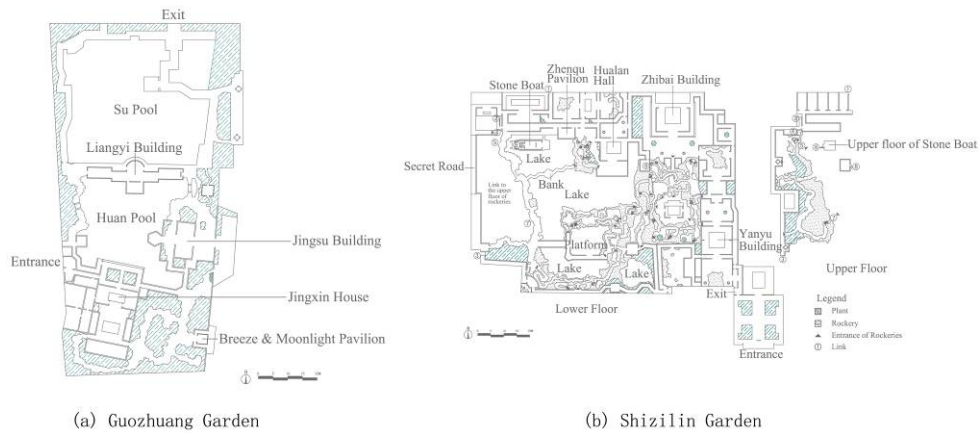 Exit
Su Pool
Liangyi Building
Huan Pool
Jingsu Building
Entrance
Jingxin House
Breeze & Moonlight Pavilion
(a) Guozhuang Garden
Stone Boat
Zhenqu
Pavilion
Hualan
Hall
Zhibai Building
Secret Road
Lake
Link to
the upper
floor of
rockeries
Bank
Lake
Platform
Lake
Lake
Yanyu
Building
Exit
Entrance
Lower Floor
Upper floor of Stone Boat
Upper Floor
Legend
Plant
Rockery
Entrance of Rockeries
Link
(b) Shizilin Garden